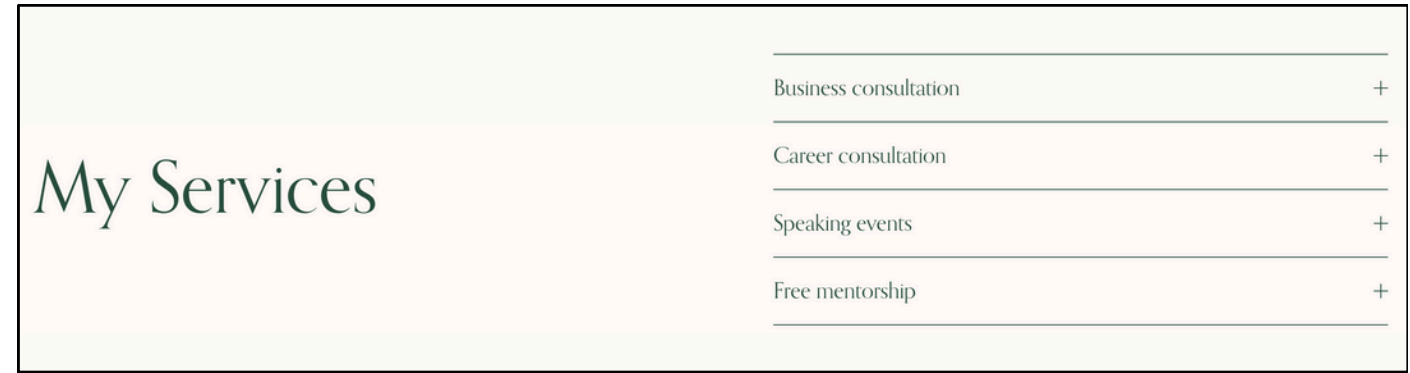 My Services
Business consultation +
Career consultation +
Speaking events +
Free mentorship +